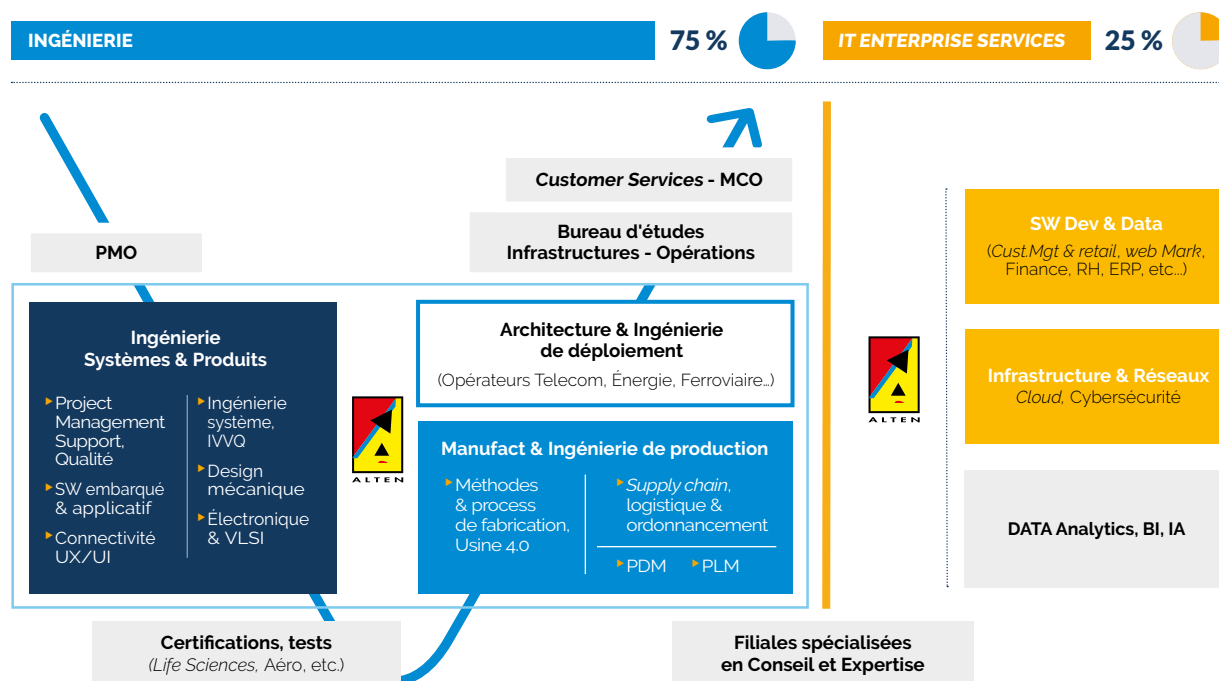 INGÉNIERIE
75 %
IT ENTERPRISE SERVICES
25 %
Customer Services - MCO
Bureau d'études
Infrastructures - Opérations
PMO
Ingénierie
Systèmes & Produits
Project
Management
Support,
Qualité
SW embarqué
& applicatif
Connectivité
UX/UI
Ingénierie
système,
IVVQ
Design
mécanique
Électronique
& VLSI
ALTEN
Architecture & Ingénierie
de déploiement
(Opérateurs Telecom, Énergie, Ferroviaire...)
Manufact & Ingénierie de production
Méthodes
& process
de fabrication,
Usine 4.0
Supply chain,
logistique &
ordonnancement
PDM
PLM
Certifications, tests
(Life Sciences, Aéro, etc.)
Filiales spécialisées
en Conseil et Expertise
ALTEN
SW Dev & Data
(Cust.Mgt & retail, web Mark,
Finance, RH, ERP, etc...)
Infrastructure & Réseaux
Cloud, Cybersécurité
DATA Analytics, BI, IA